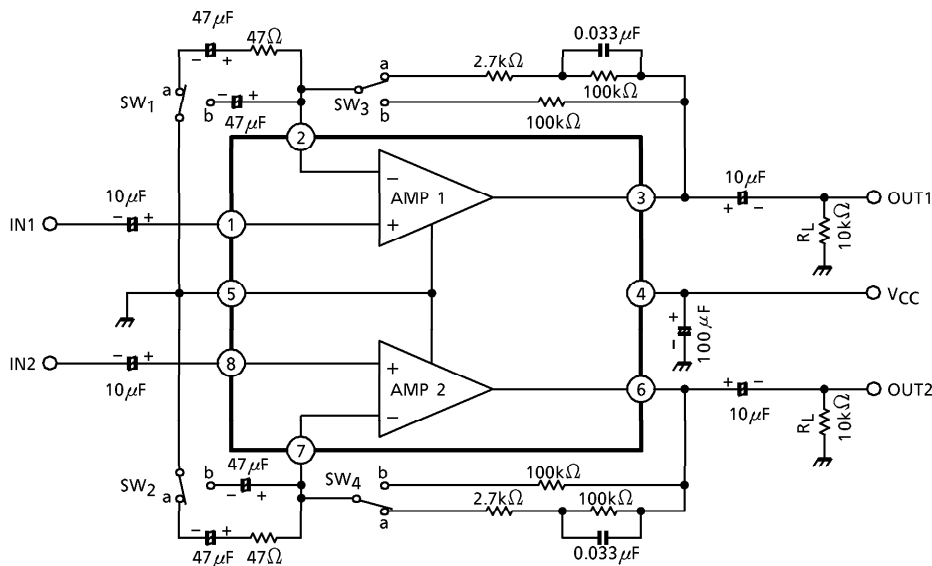 47µF
47Ω
0.033µF
a
2.7kΩ
100kΩ
SW1
a
b
47µF
SW3
b
100kΩ
− +
− +
2
−
AMP 1
+
10µF
− +
IN1
1
3
10µF
+ −
OUT1
RL
10kΩ
5
4
VCC
+
−
100µF
IN2
− +
10µF
8
+
AMP 2
−
6
+ −
10µF
OUT2
RL
10kΩ
7
SW2
a
b
47µF
− +
SW4
b
a
100kΩ
2.7kΩ
100kΩ
0.033µF
− +
47µF
47Ω